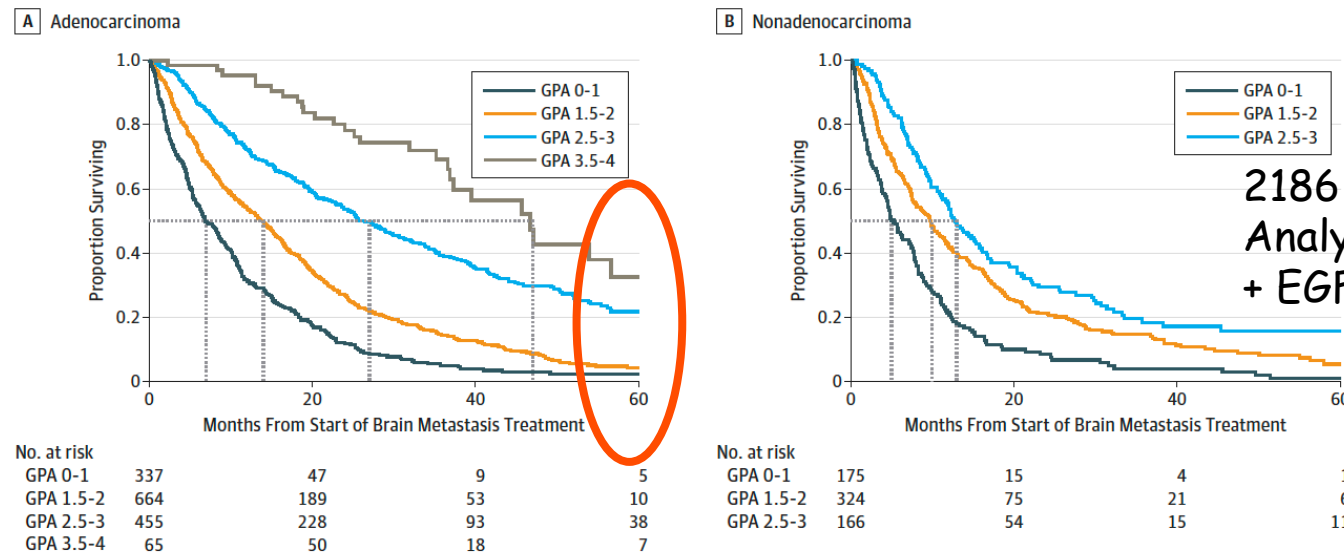 A Adenocarcinoma
1.0
0.8
0.6
0.4
0.2
0
Proportion Surviving
GPA 0-1
GPA 1.5-2
GPA 2.5-3
GPA 3.5-4
0 20 40 60
Months From Start of Brain Metastasis Treatment
No. at risk
GPA 0-1 337 47 9 5
GPA 1.5-2 664 189 53 10
GPA 2.5-3 455 228 93 38
GPA 3.5-4 65 50 18 7
B Nonadenocarcinoma
1.0
0.8
0.6
0.4
0.2
0
Proportion Surviving
GPA 0-1
GPA 1.5-2
GPA 2.5-3
2186
Analy
+ EGF
0 20 40 60
Months From Start of Brain Metastasis Treatment
No. at risk
GPA 0-1 175 15 4 1
GPA 1.5-2 324 75 21
GPA 2.5-3 166 54 15